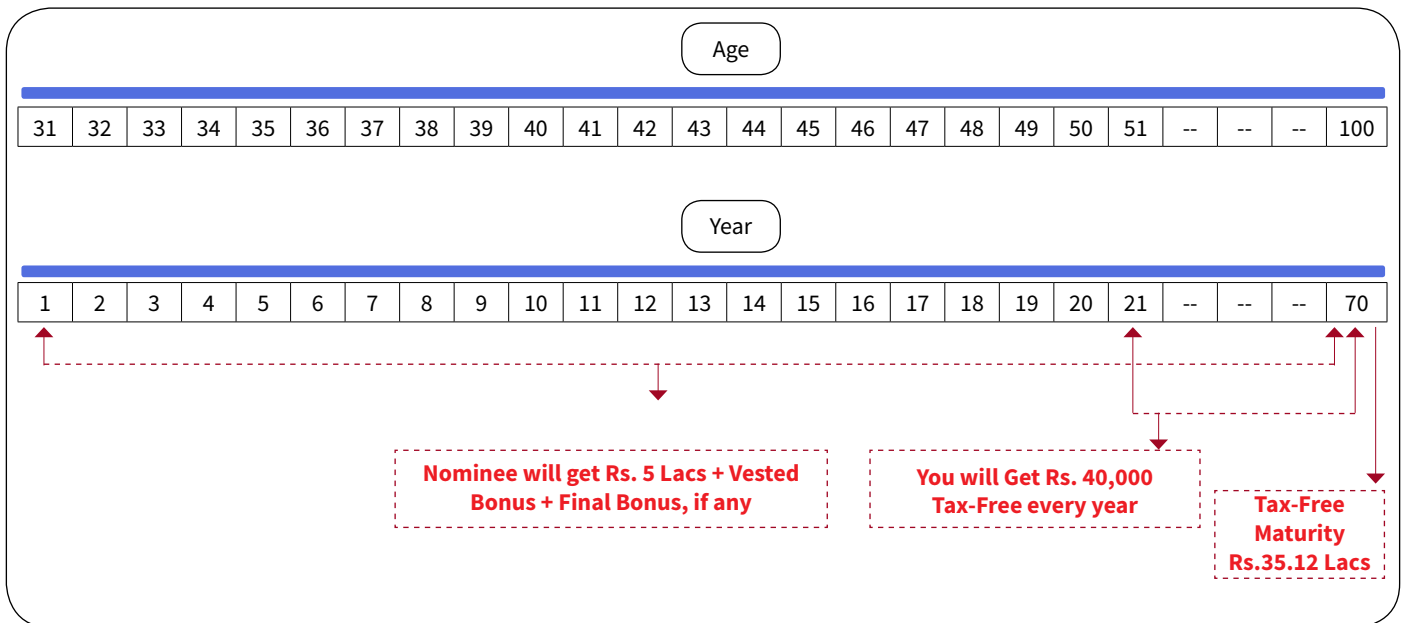 Age
31 32 33 34 35 36 37 38 39 40 41 42 43 44 45 46 47 48 49 50 51 -- -- -- 100
Year
1 2 3 4 5 6 7 8 9 10 11 12 13 14 15 16 17 18 19 20 21 -- -- -- 70
Nominee will get Rs. 5 Lacs + Vested
Bonus + Final Bonus, if any
You will Get Rs. 40,000
Tax-Free every year
Tax-Free
Maturity
Rs.35.12 Lacs